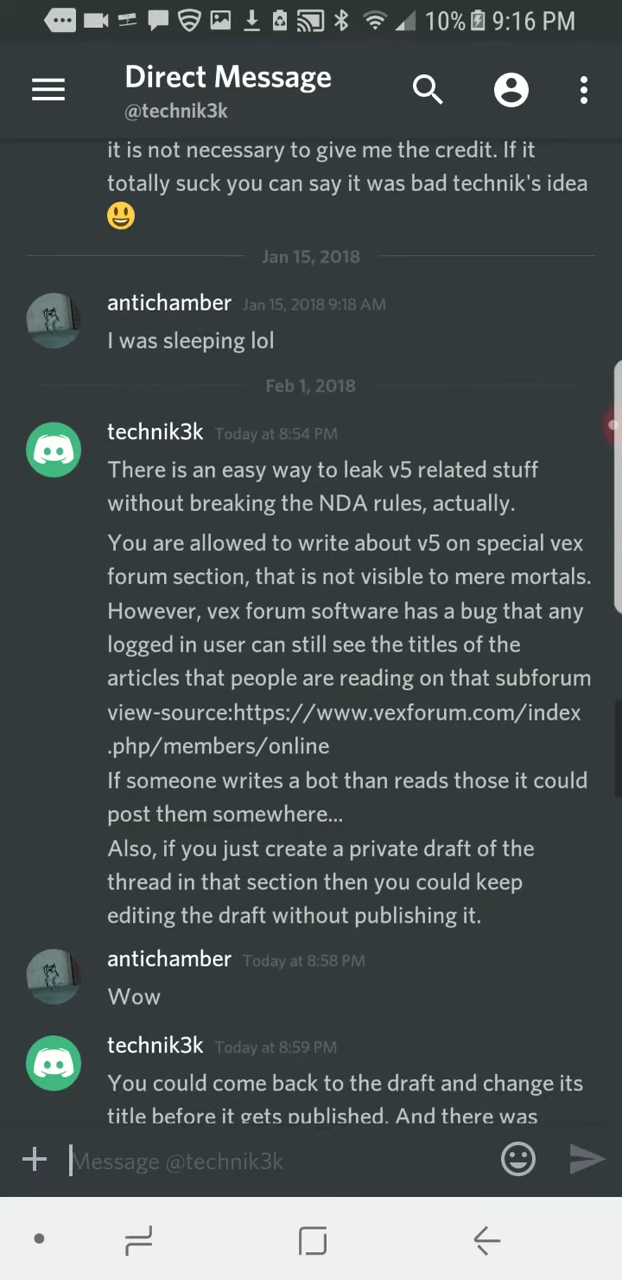 10% 9:16 PM
Direct Message
@technik3k
it is not necessary to give me the credit. If it
totally suck you can say it was bad technik's idea
Jan 15, 2018
antichamber Jan 15, 2018 9:18 AM
I was sleeping lol
Feb 1, 2018
technik3k Today at 8:54 PM
There is an easy way to leak v5 related stuff
without breaking the NDA rules, actually.
You are allowed to write about v5 on special vex
forum section, that is not visible to mere mortals.
However, vex forum software has a bug that any
logged in user can still see the titles of the
articles that people are reading on that subforum
view-source:https://www.vexforum.com/index
.php/members/online
If someone writes a bot than reads those it could
post them somewhere...
Also, if you just create a private draft of the
thread in that section then you could keep
editing the draft without publishing it.
antichamber Today at 8:58 PM
Wow
technik3k Today at 8:59 PM
You could come back to the draft and change its
title before it gets published. And there was
Message @technik3k